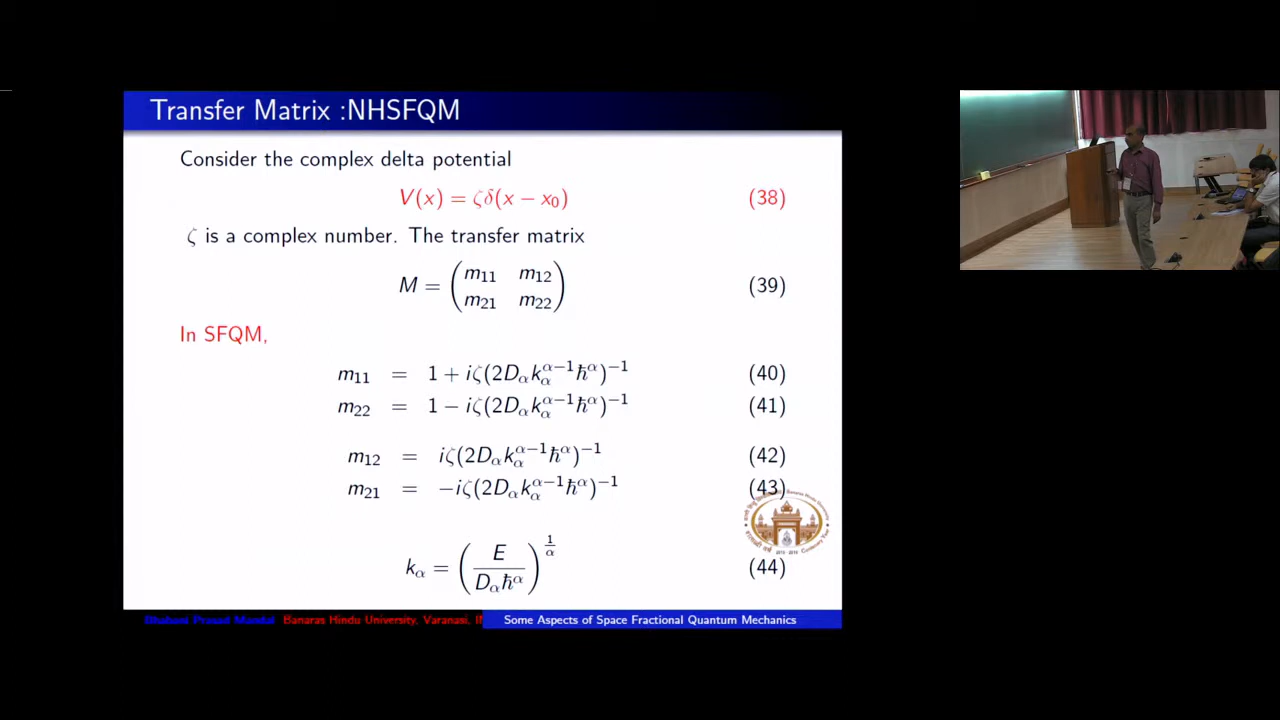 Transfer Matrix :NHSFQM
Consider the complex delta potential
V(x) = ζδ(x − x₀) (38)
ζ is a complex number. The transfer matrix
M = ( m₁₁ m₁₂ ; m₂₁ m₂₂ ) (39)
In SFQM,
m₁₁ = 1 + iζ(2D_α k_α^{α−1} ħ^α)^{−1} (40)
m₂₂ = 1 − iζ(2D_α k_α^{α−1} ħ^α)^{−1} (41)
m₁₂ = iζ(2D_α k_α^{α−1} ħ^α)^{−1} (42)
m₂₁ = −iζ(2D_α k_α^{α−1} ħ^α)^{−1} (43)
k_α = (E / D_α ħ^α)^{1/α} (44)
Bhabani Prasad Mandal Banaras Hindu University, Varanasi, Some Aspects of Space Fractional Quantum Mechanics